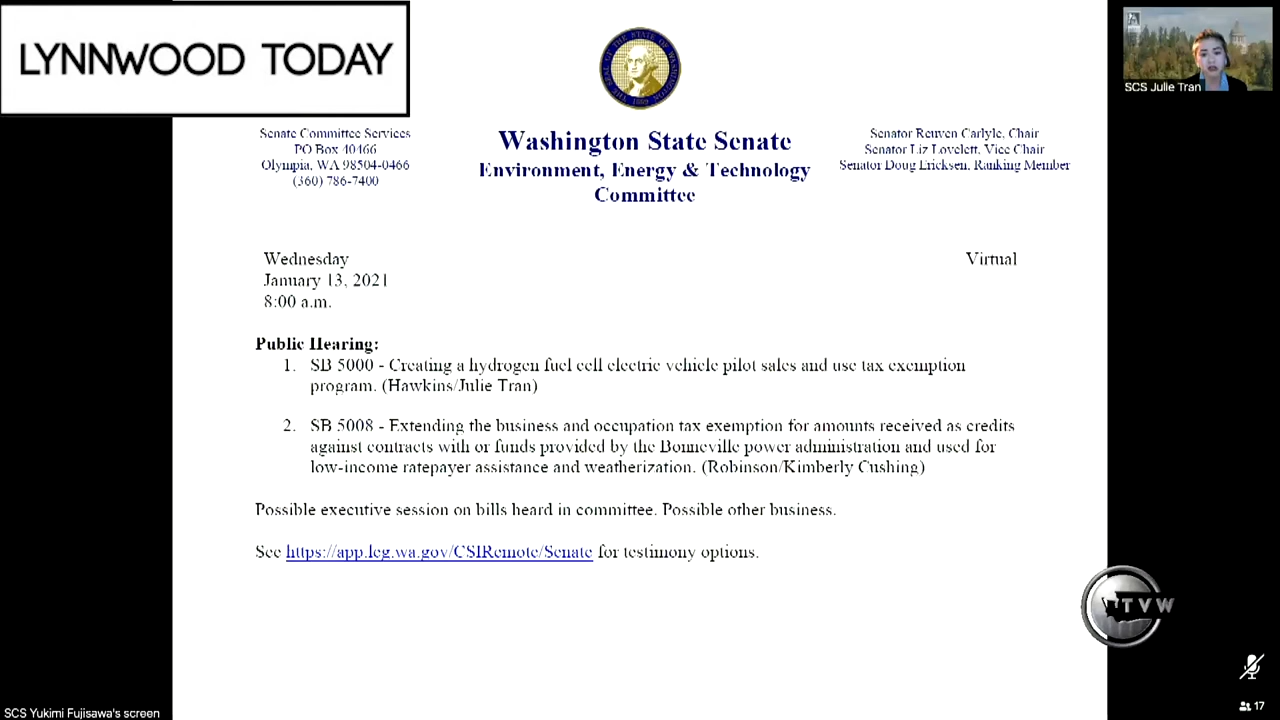 LYNNWOOD TODAY
SCS Julie Tran
Senate Committee Services
PO Box 40466
Olympia, WA 98504-0466
(360) 786-7400
Washington State Senate
Environment, Energy & Technology
Committee
Senator Reuven Carlyle, Chair
Senator Liz Lovelett, Vice Chair
Senator Doug Ericksen, Ranking Member
Wednesday
January 13, 2021
8:00 a.m.
Virtual
Public Hearing:
1. SB 5000 - Creating a hydrogen fuel cell electric vehicle pilot sales and use tax exemption
program. (Hawkins/Julie Tran)
2. SB 5008 - Extending the business and occupation tax exemption for amounts received as credits
against contracts with or funds provided by the Bonneville power administration and used for
low-income ratepayer assistance and weatherization. (Robinson/Kimberly Cushing)
Possible executive session on bills heard in committee. Possible other business.
See https://app.leg.wa.gov/CSIRemote/Senate for testimony options.
TVW
SCS Yukimi Fujisawa's screen
17